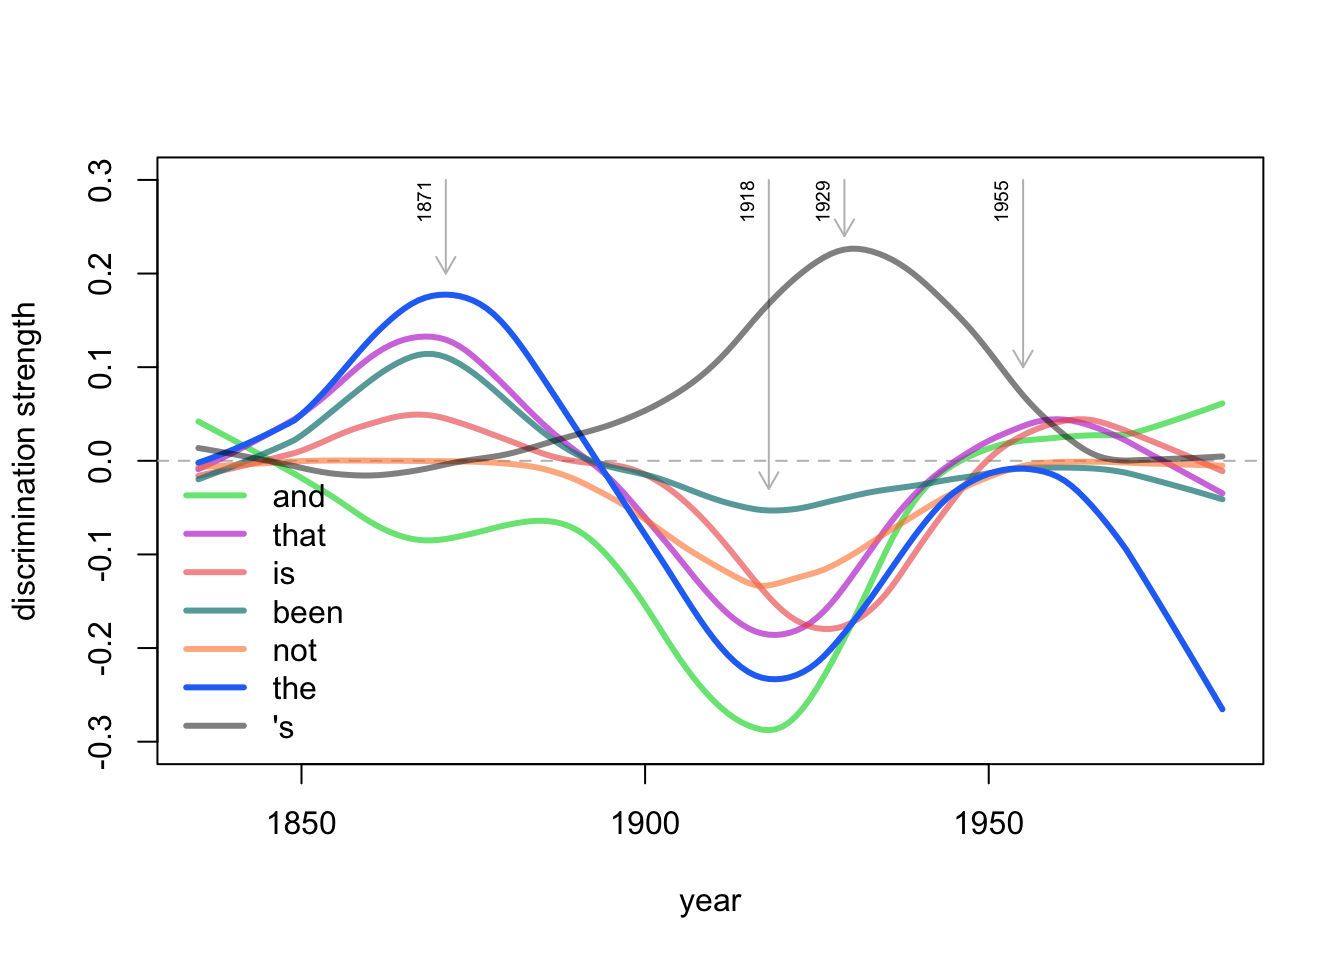 0.3
0.2
0.1
0.0
-0.1
-0.2
-0.3
discrimination strength
1871
1918
1929
1955
and
that
is
been
not
the
's
1850
1900
1950
year